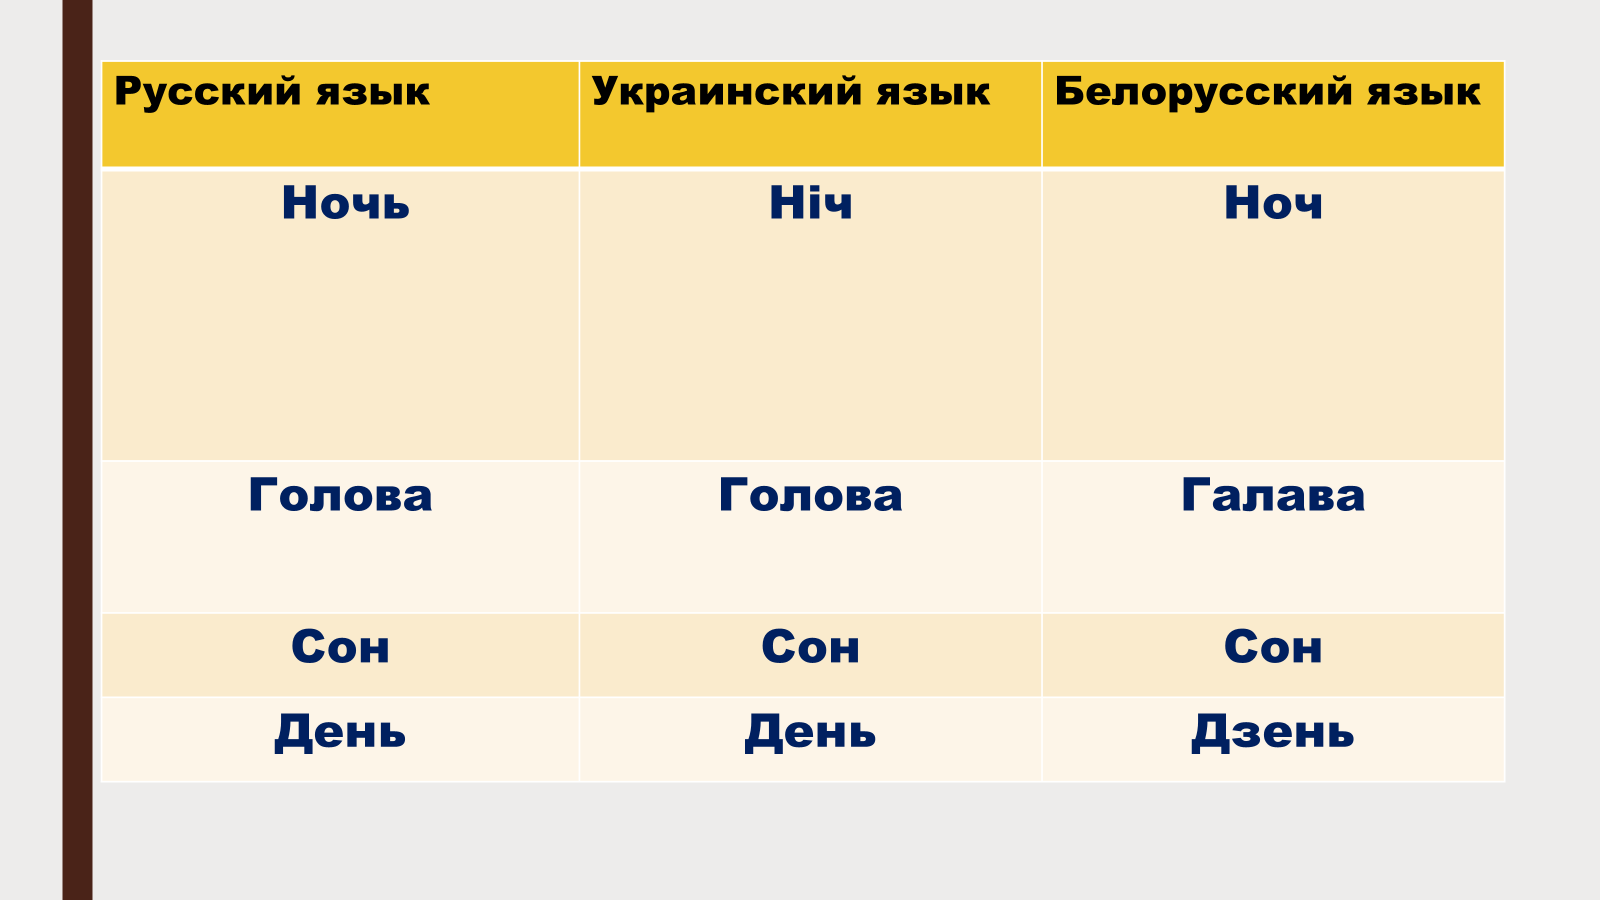 Русский язык Украинский язык Белорусский язык
Ночь Ніч Ноч
Голова Голова Галава
Сон Сон Сон
День День Дзень